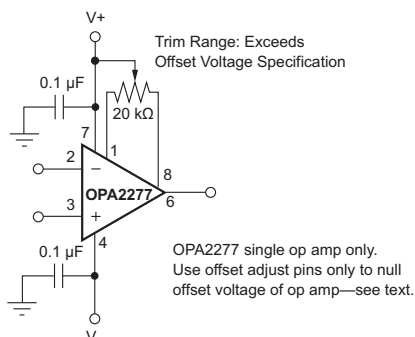 V+
Trim Range: Exceeds
Offset Voltage Specification
0.1 µF
20 kΩ
7
1
2
−
8
OPA2277
6
3
+
4
0.1 µF
OPA2277 single op amp only.
Use offset adjust pins only to null
offset voltage of op amp—see text.
V